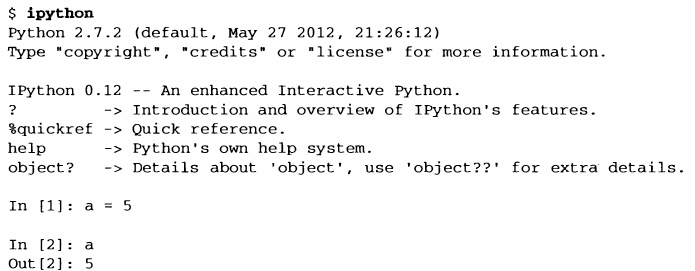 $ ipython
Python 2.7.2 (default, May 27 2012, 21:26:12)
Type "copyright", "credits" or "license" for more information.
IPython 0.12 -- An enhanced Interactive Python.
?         -> Introduction and overview of IPython's features.
%quickref -> Quick reference.
help      -> Python's own help system.
object?   -> Details about 'object', use 'object??' for extra details.
In [1]: a = 5
In [2]: a
Out[2]: 5